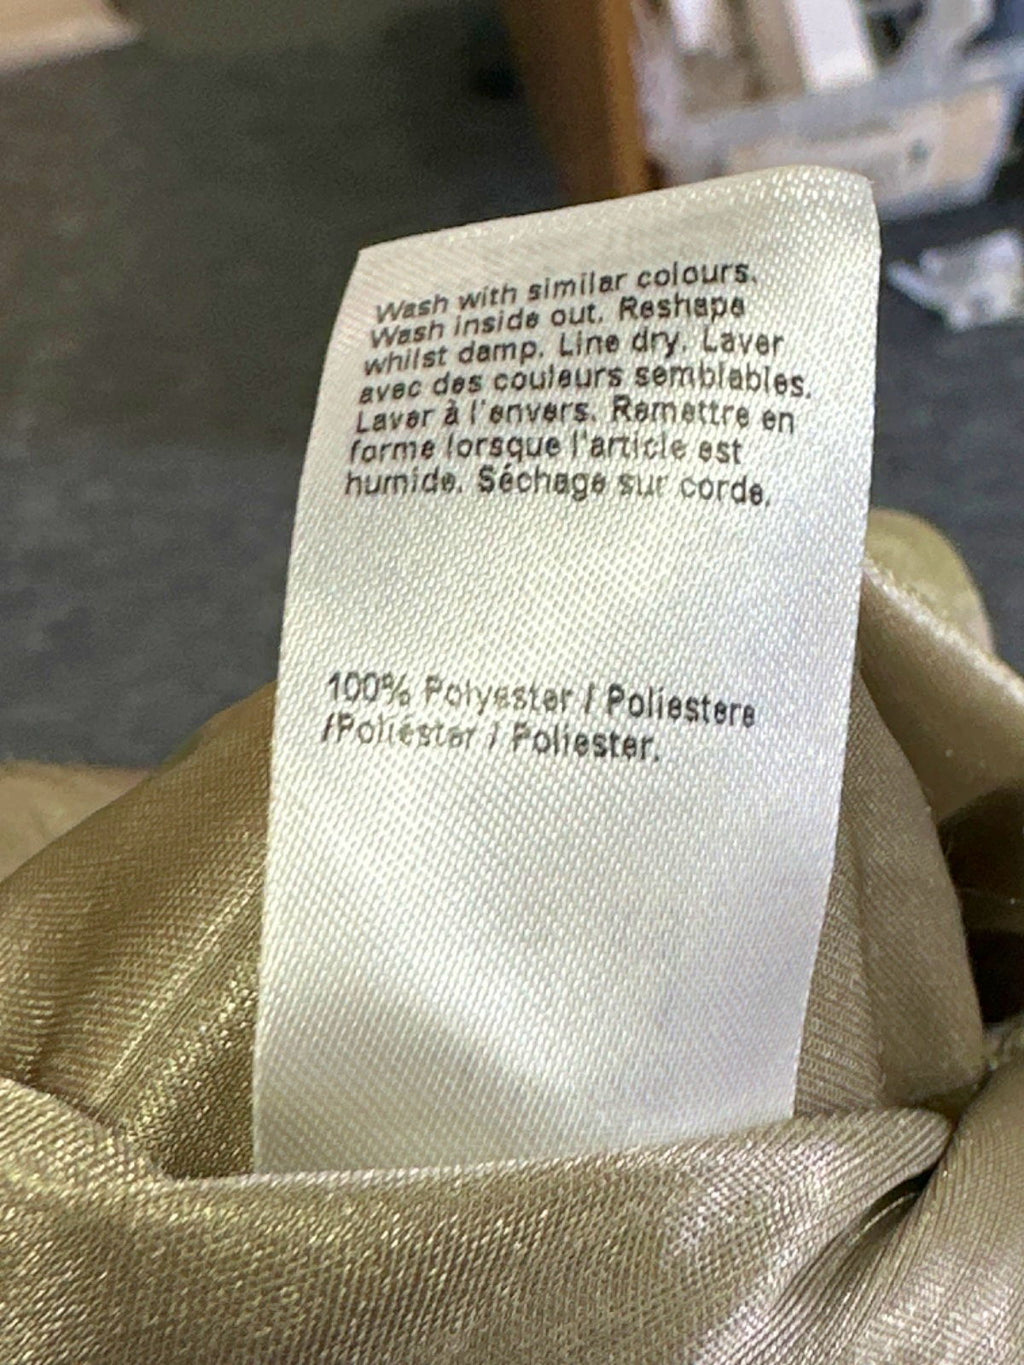 Wash with similar colours.
Wash inside out. Reshape
whilst damp. Line dry. Laver
avec des couleurs semblables.
Laver à l'envers. Remettre en
forme lorsque l'article est
humide. Séchage sur corde.
100% Polyester / Poliestere
/Poliéster / Poliester.